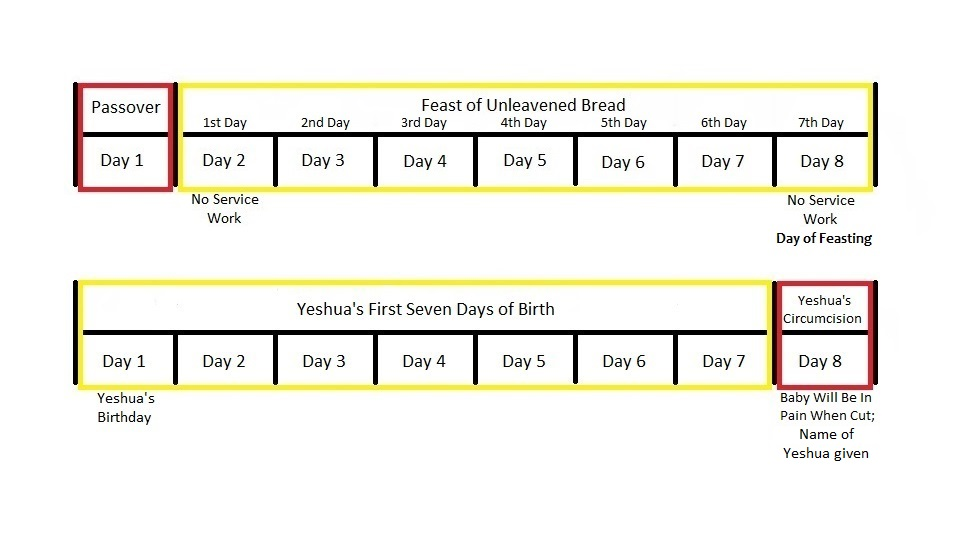 Passover
Feast of Unleavened Bread
1st Day 2nd Day 3rd Day 4th Day 5th Day 6th Day 7th Day
Day 1 Day 2 Day 3 Day 4 Day 5 Day 6 Day 7 Day 8
No Service
Work
No Service
Work
Day of Feasting
Yeshua's First Seven Days of Birth
Yeshua's
Circumcision
Day 1 Day 2 Day 3 Day 4 Day 5 Day 6 Day 7 Day 8
Yeshua's
Birthday
Baby Will Be In
Pain When Cut;
Name of
Yeshua given